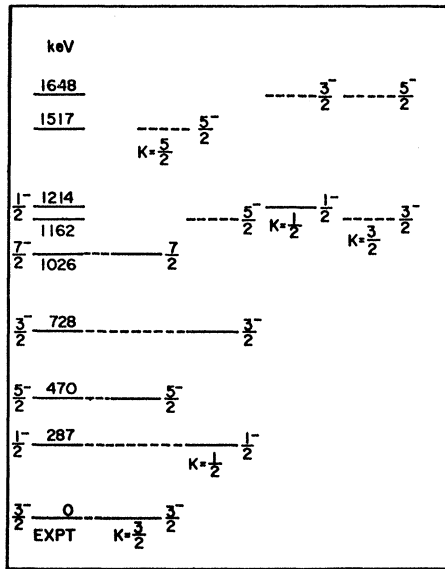 keV
1648 3/2⁻ 5/2⁻
1517 5/2⁻
K=5/2
1/2⁻ 1214 1/2⁻
1162 5/2⁻ K=1/2 3/2⁻
K=3/2
7/2⁻ 1026 7/2
3/2⁻ 728 3/2⁻
5/2⁻ 470 5/2⁻
1/2⁻ 287 1/2⁻
K=1/2
3/2⁻ 0 3/2⁻
EXPT K=3/2